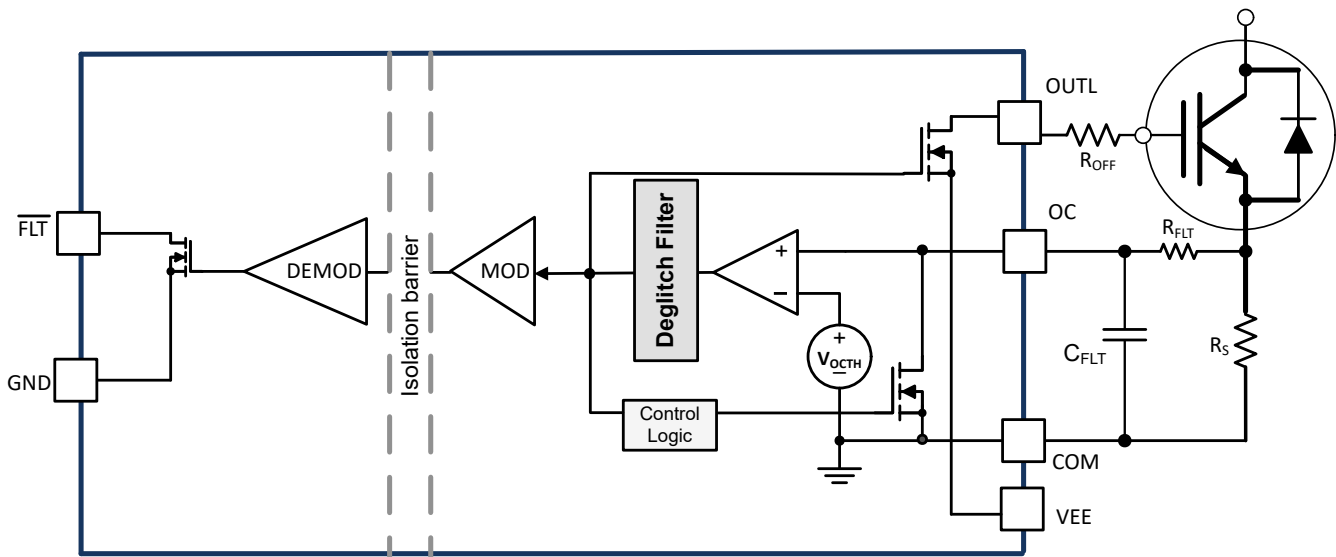 OUTL
R_OFF
FLT
GND
DEMOD
Isolation barrier
MOD
Deglitch Filter
+
−
+
V_OCTH
−
Control
Logic
OC
R_FLT
C_FLT
R_S
COM
VEE